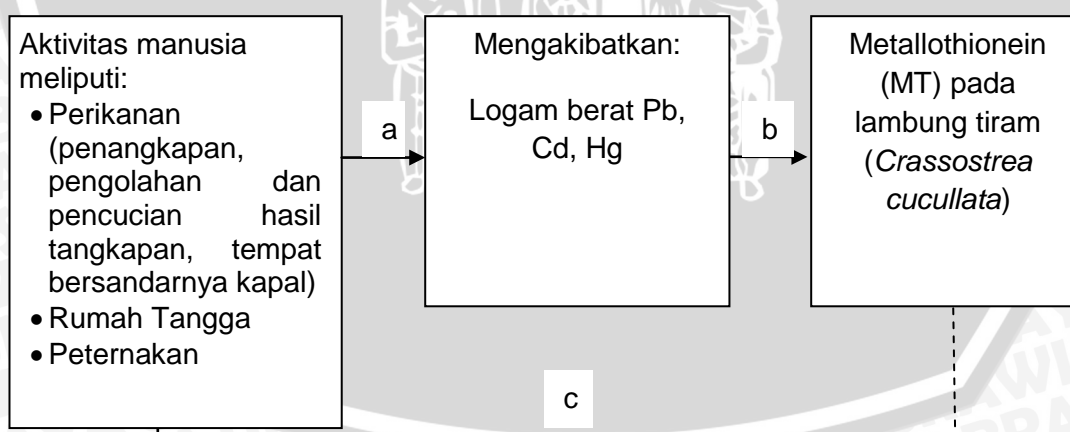 Aktivitas manusia
meliputi:
• Perikanan
(penangkapan,
pengolahan dan
pencucian hasil
tangkapan, tempat
bersandarnya kapal)
• Rumah Tangga
• Peternakan
a
Mengakibatkan:
Logam berat Pb,
Cd, Hg
b
Metallothionein
(MT) pada
lambung tiram
(Crassostrea
cucullata)
c